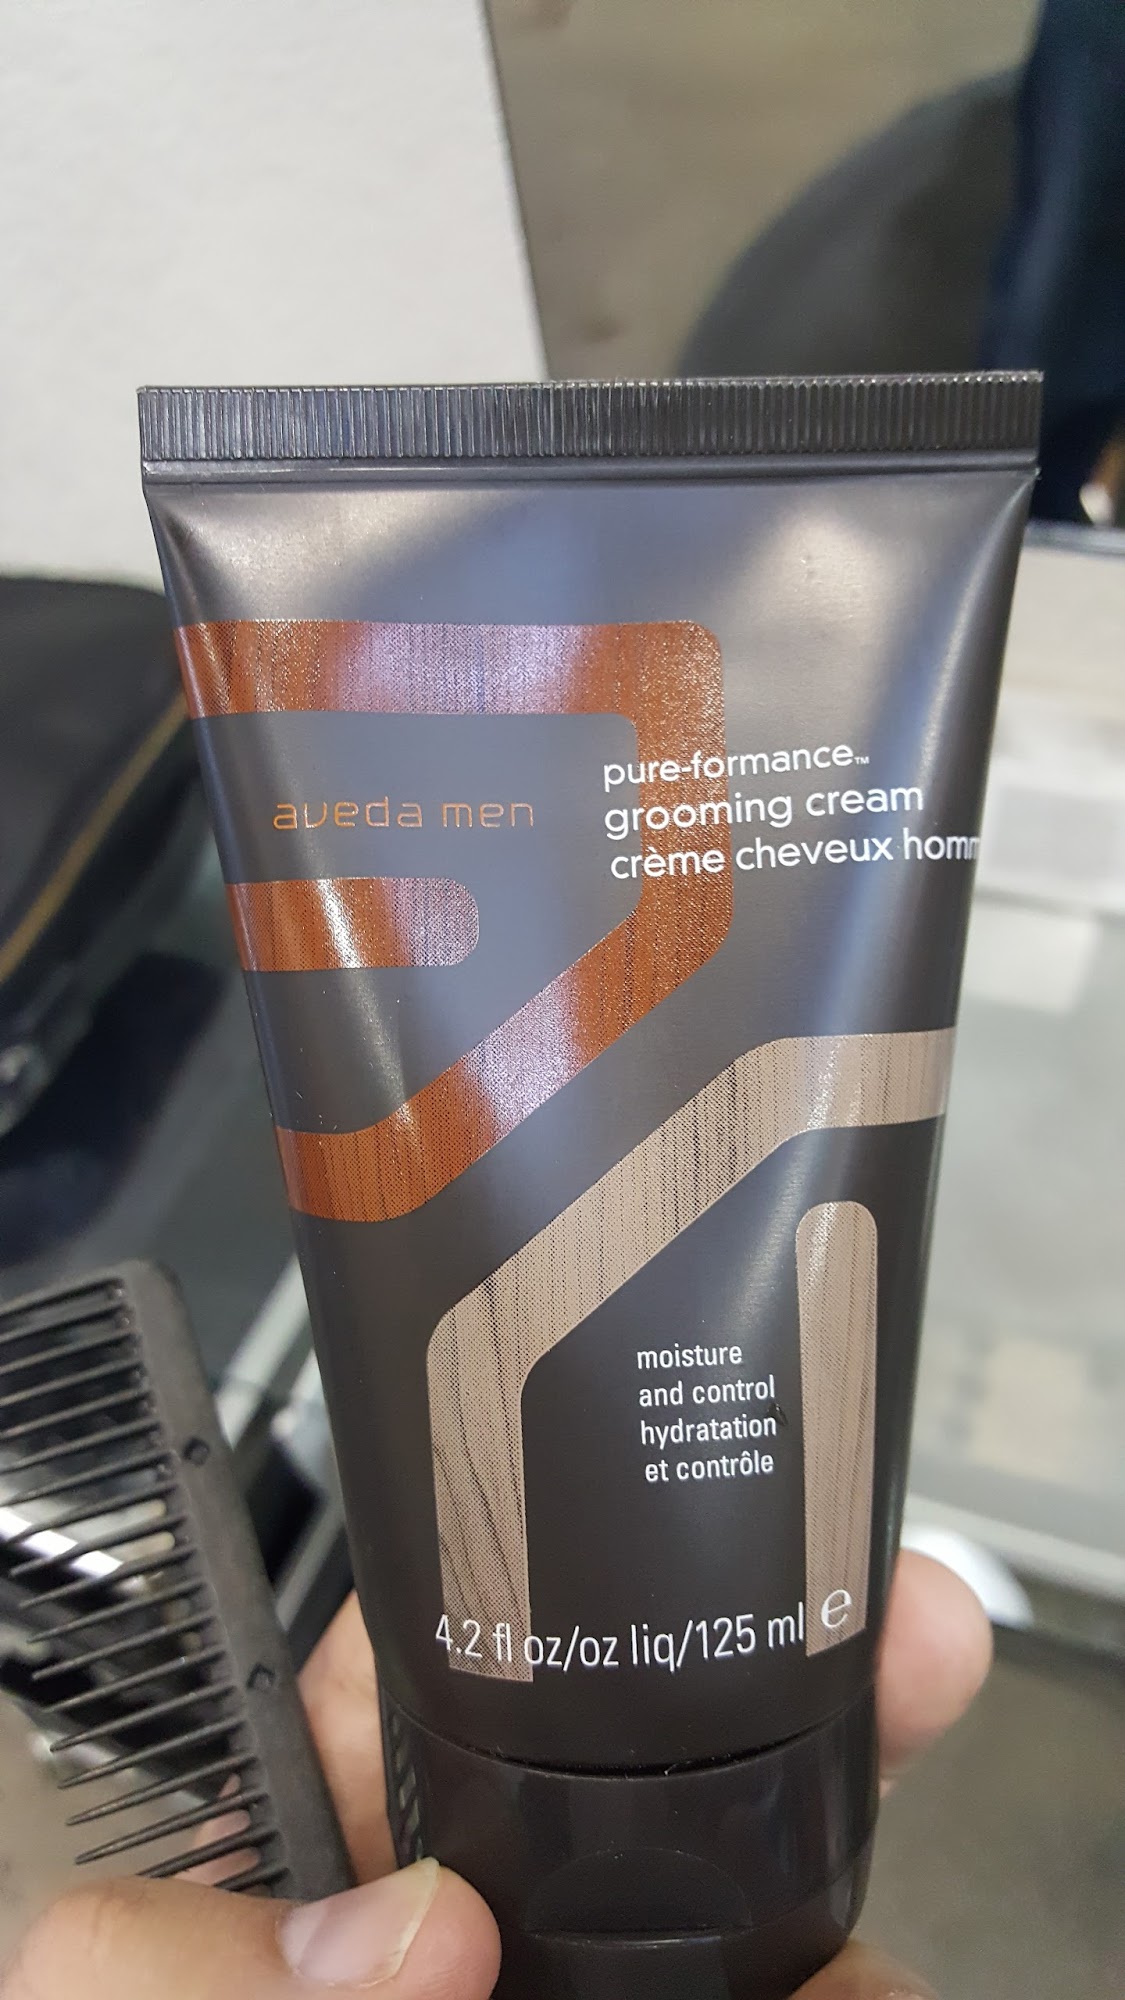 aveda men
pure-formance™
grooming cream
crème cheveux
moisture
and control
hydratation
et contrôle
4.2 fl oz/oz liq/125 ml e